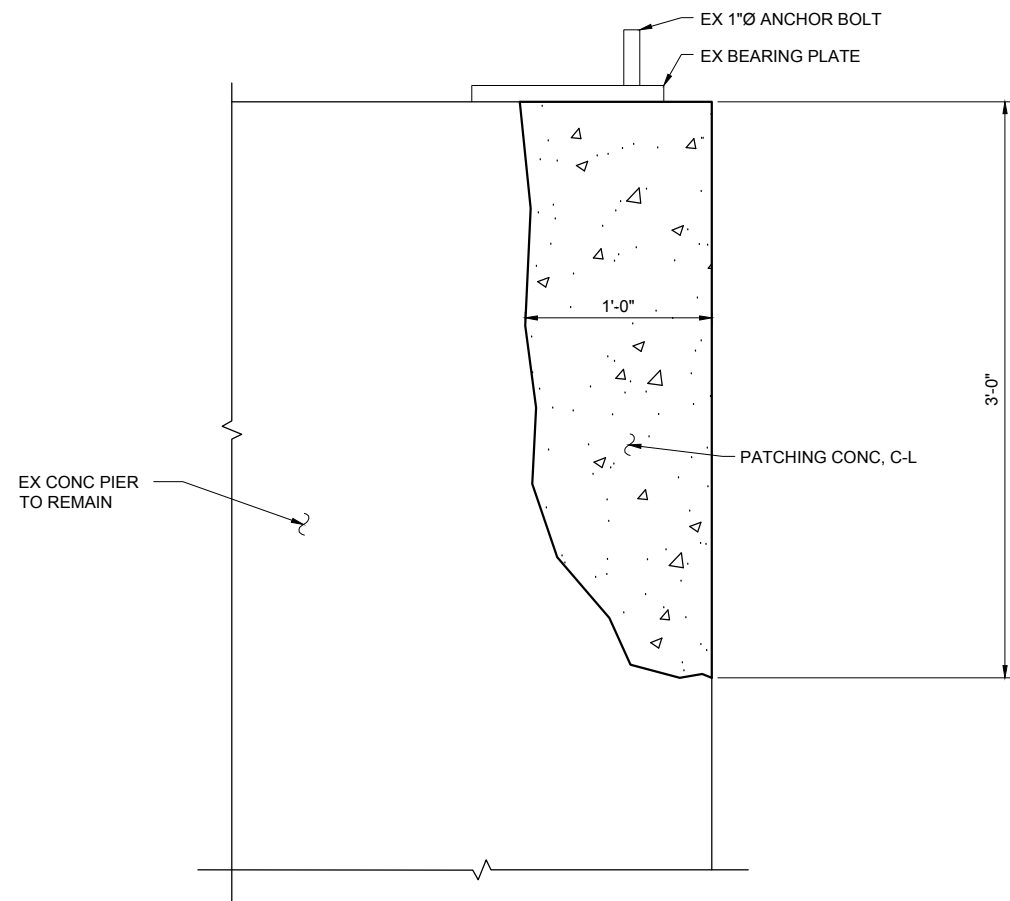 EX 1"Ø ANCHOR BOLT
EX BEARING PLATE
1'-0"
3'-0"
PATCHING CONC, C-L
EX CONC PIER
TO REMAIN